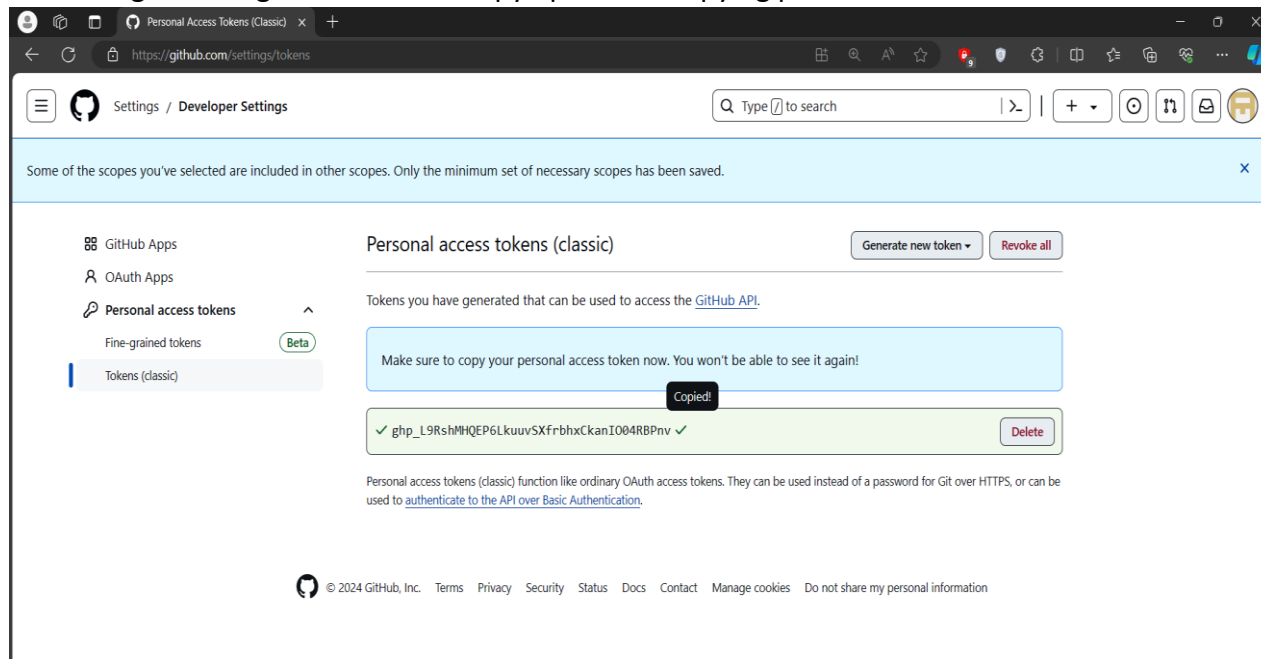 Personal Access Tokens (Classic)
https://github.com/settings/tokens
9
Settings / Developer Settings
Type / to search
Some of the scopes you've selected are included in other scopes. Only the minimum set of necessary scopes has been saved.
GitHub Apps
OAuth Apps
Personal access tokens
Fine-grained tokens Beta
Tokens (classic)
Personal access tokens (classic)
Generate new token
Revoke all
Tokens you have generated that can be used to access the GitHub API.
Make sure to copy your personal access token now. You won't be able to see it again!
Copied!
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
Delete
Personal access tokens (classic) function like ordinary OAuth access tokens. They can be used instead of a password for Git over HTTPS, or can be
used to authenticate to the API over Basic Authentication.
© 2024 GitHub, Inc. Terms Privacy Security Status Docs Contact Manage cookies Do not share my personal information